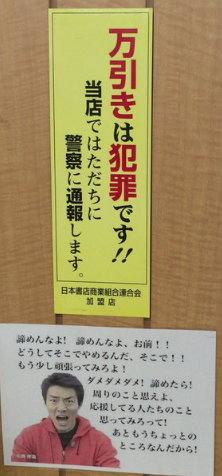 万引きは犯罪です!!
当店ではただちに
警察に通報します。
日本書店商業組合連合会
加盟店
諦めんなよ! 諦めんなよ、お前!!
どうしてそこでやめるんだ、そこで!!
もう少し頑張ってみろよ!
ダメダメダメ! 諦めたら!
周りのこと思えよ、
応援してる人たちのこと
思ってみろって!
あともうちょっとの
ところなんだから!